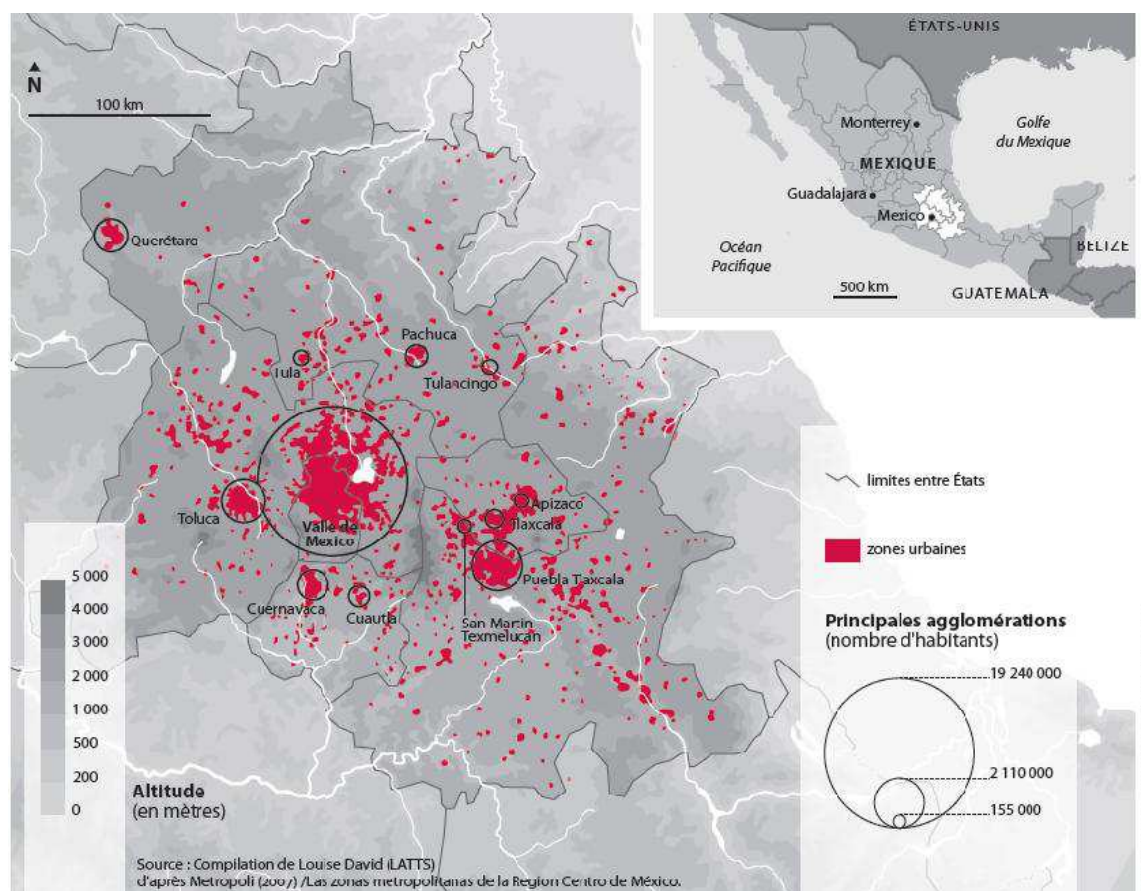 N
100 km
Querétaro
Pachuca
Tula
Tulancingo
Toluca
Valle de
Mexico
Apizaco
Tlaxcala
Puebla Taxcala
Cuernavaca
Cuautla
San Martin
Texmelucan
5 000
4 000
3 000
2 000
1 000
500
200
0
Altitude
(en mètres)
Source : Compilation de Louise David (LATTS)
d'après Metropoli (2007) /Las zonas metropolitanas de la Region Centro de México.
ÉTATS-UNIS
Monterrey
Golfe
du Mexique
MEXIQUE
Guadalajara
Mexico
Océan
Pacifique
BELIZE
500 km
GUATEMALA
limites entre États
zones urbaines
Principales agglomérations
(nombre d'habitants)
19 240 000
2 110 000
155 000